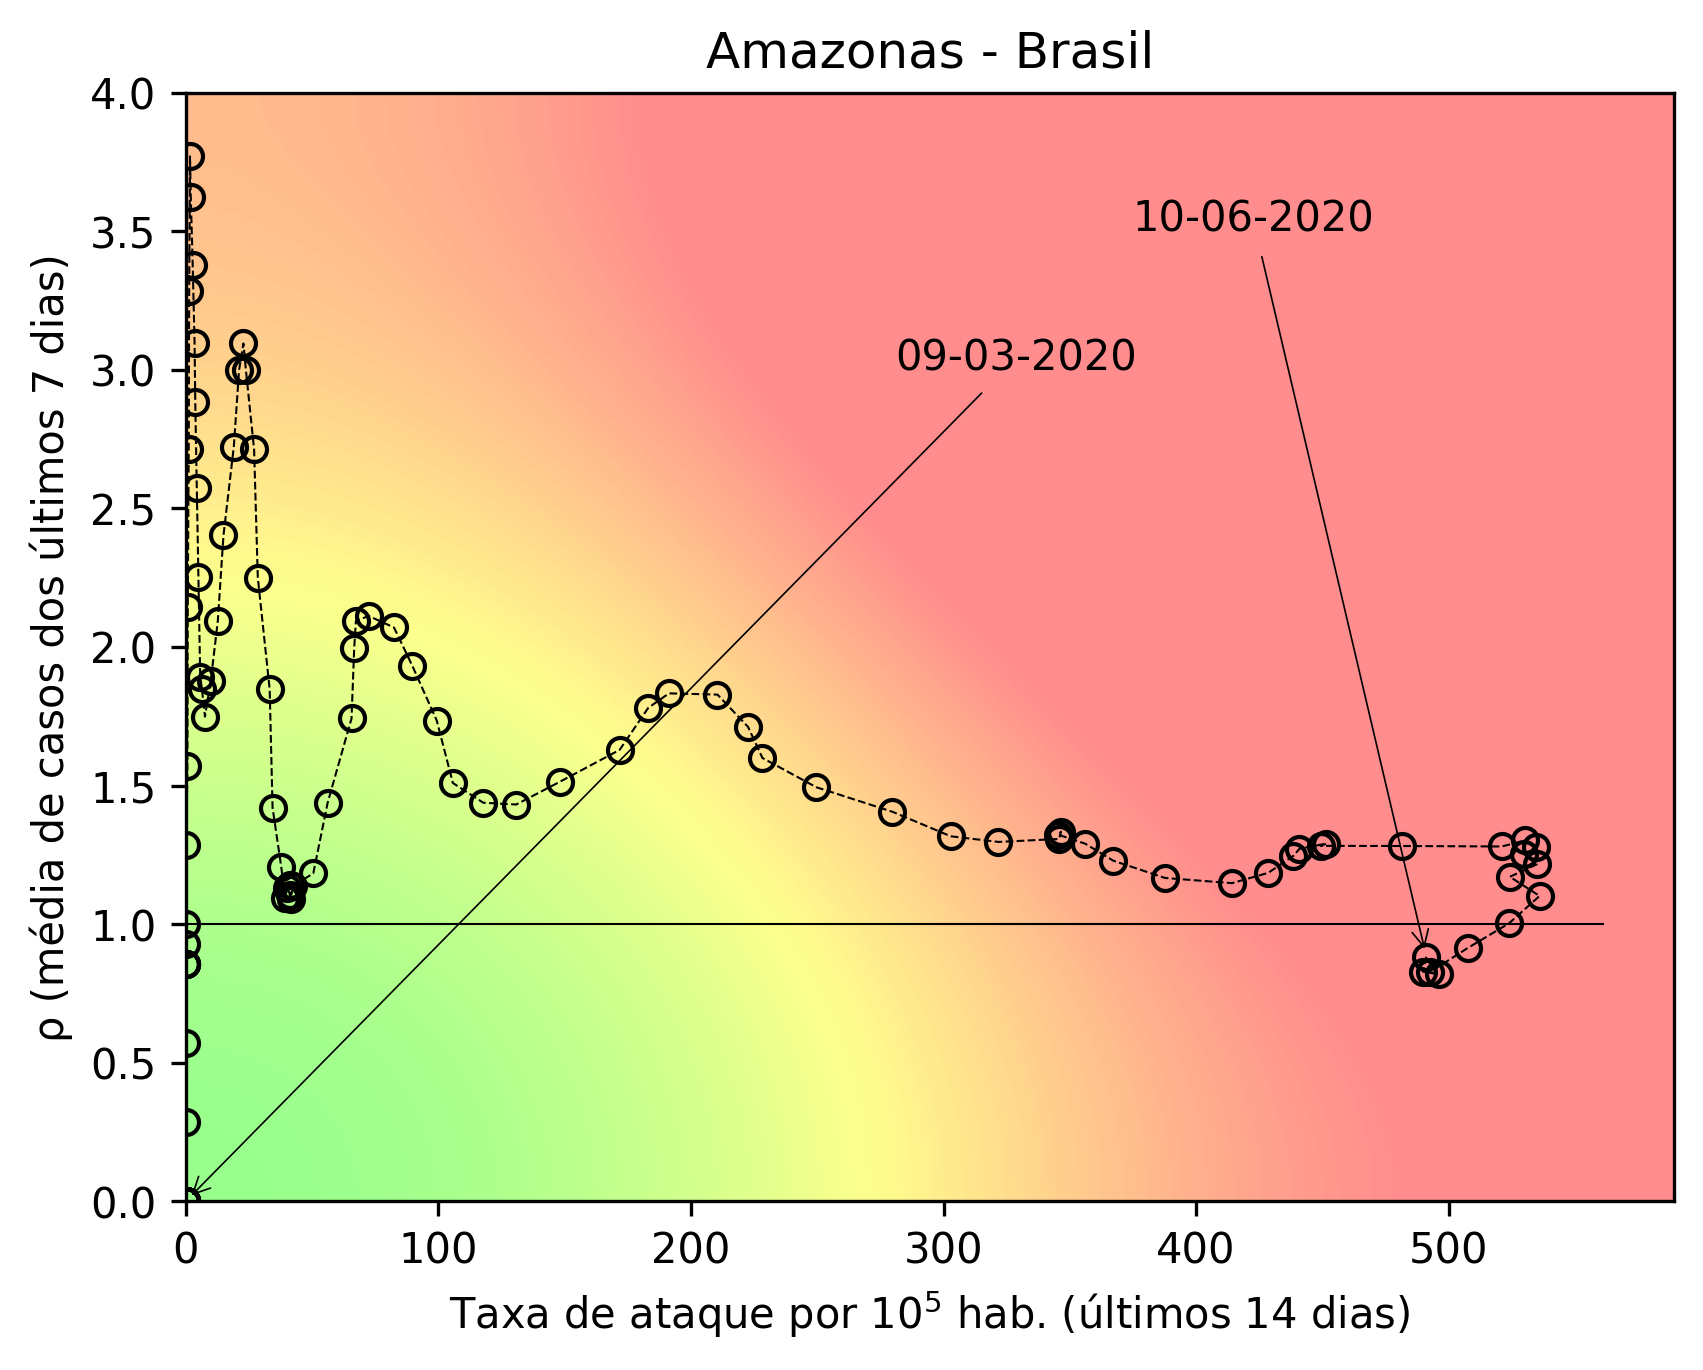 Amazonas - Brasil
4.0
3.5
3.0
2.5
2.0
1.5
1.0
0.5
0.0
ρ (média de casos dos últimos 7 dias)
10-06-2020
09-03-2020
0 100 200 300 400 500
Taxa de ataque por 10⁵ hab. (últimos 14 dias)